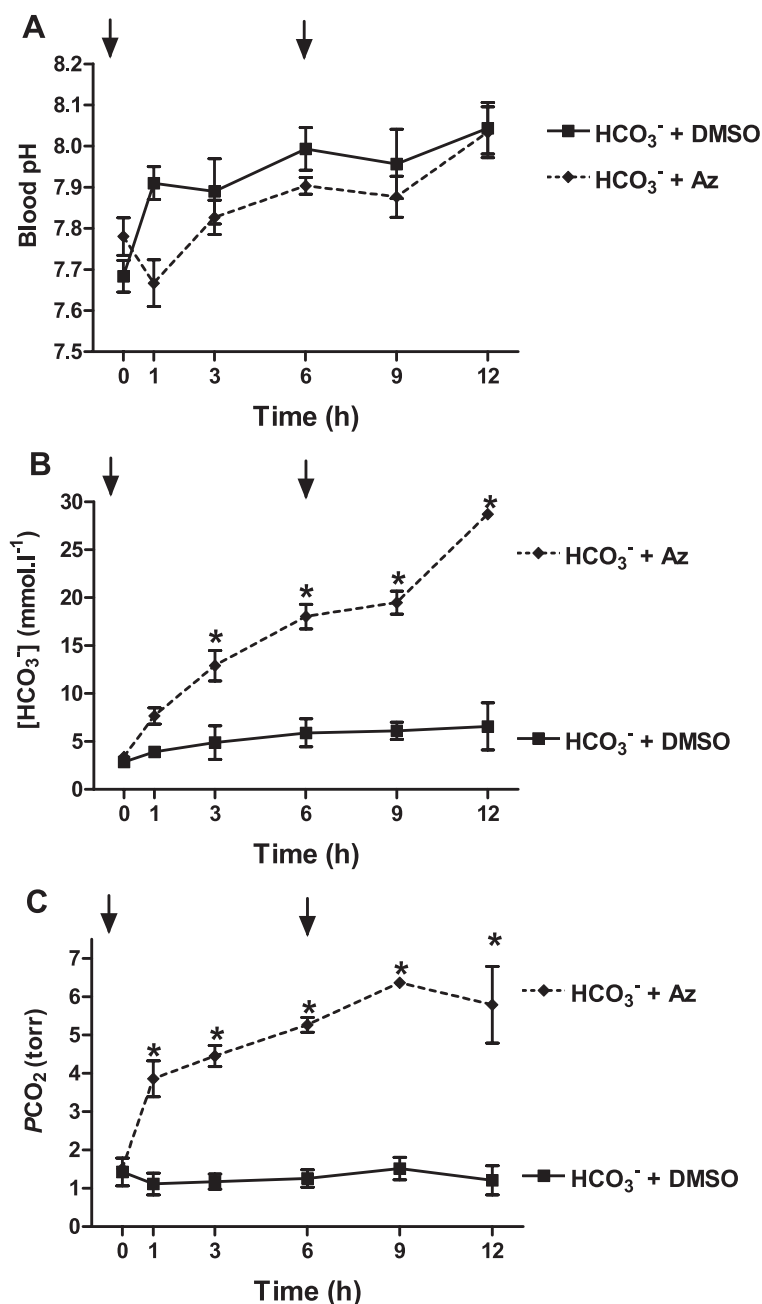 A
8.2
8.1
8.0
7.9
7.8
7.7
7.6
7.5
Blood pH
0 1 3 6 9 12
Time (h)
HCO₃⁻ + DMSO
HCO₃⁻ + Az
B
30
25
20
15
10
5
0
[HCO₃⁻] (mmol.l⁻¹)
* * * *
0 1 3 6 9 12
Time (h)
HCO₃⁻ + Az
HCO₃⁻ + DMSO
C
7
6
5
4
3
2
1
0
PCO₂ (torr)
* * * * *
0 1 3 6 9 12
Time (h)
HCO₃⁻ + Az
HCO₃⁻ + DMSO